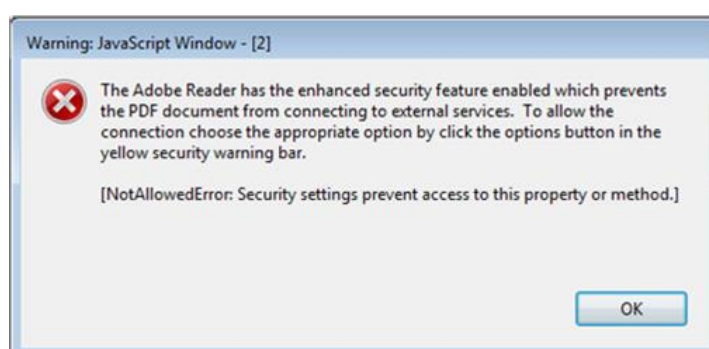 Warning: JavaScript Window - [2]
The Adobe Reader has the enhanced security feature enabled which prevents
the PDF document from connecting to external services.  To allow the
connection choose the appropriate option by click the options button in the
yellow security warning bar.
[NotAllowedError: Security settings prevent access to this property or method.]
OK